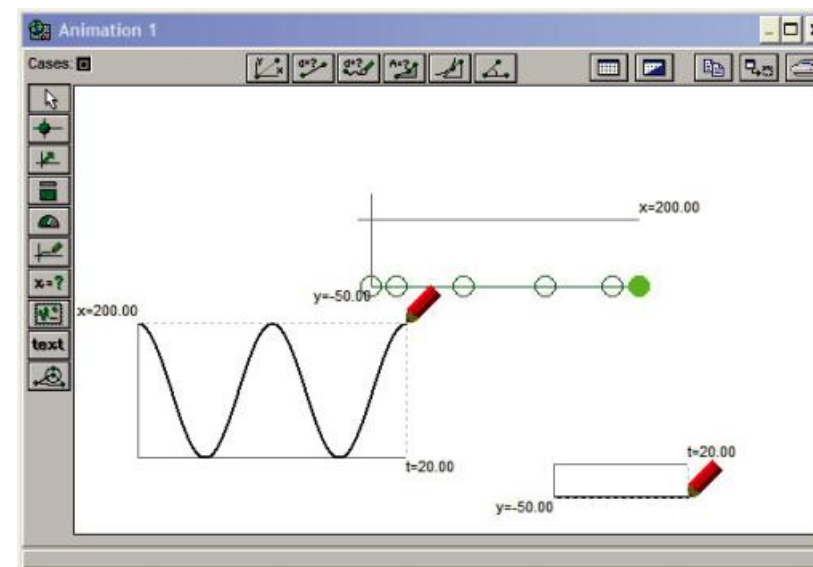 Animation 1
Cases:
x=200.00
y=-50.00
x=200.00
x=?
text
t=20.00
t=20.00
y=-50.00